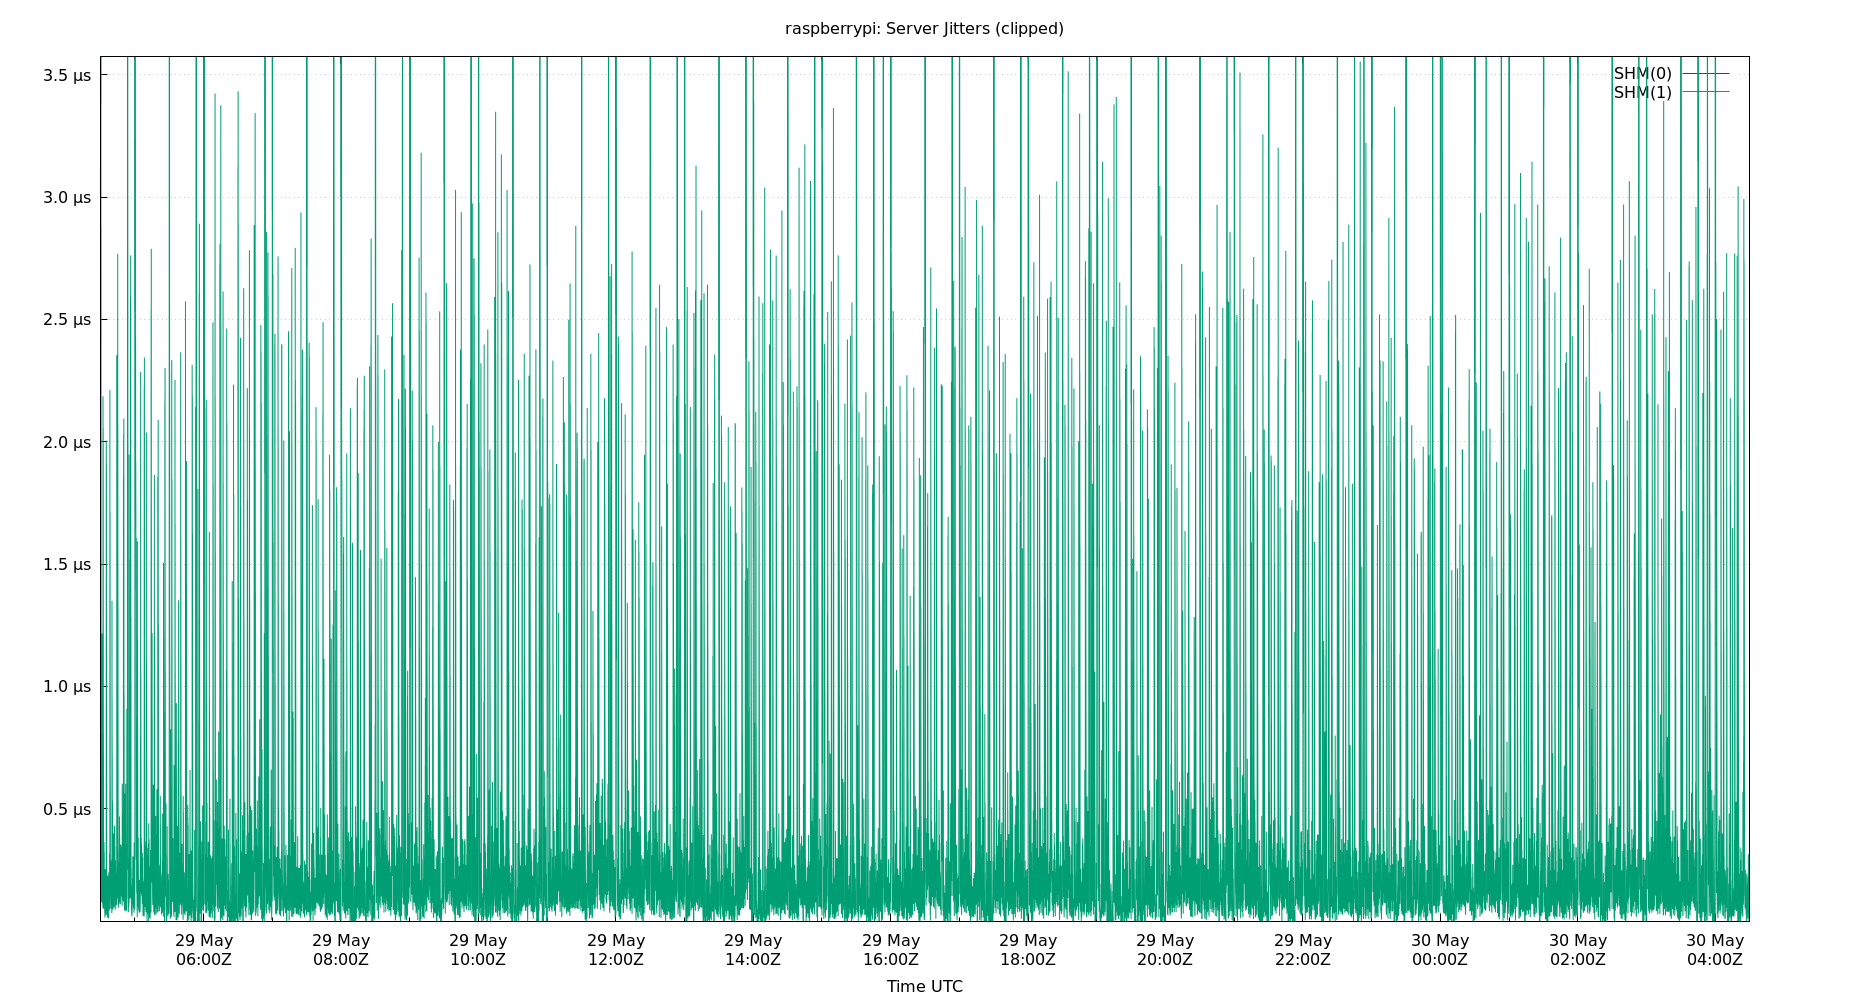 raspberrypi: Server Jitters (clipped)
3.5 µs
3.0 µs
2.5 µs
2.0 µs
1.5 µs
1.0 µs
0.5 µs
SHM(0)
SHM(1)
29 May 29 May 29 May 29 May 29 May 29 May 29 May 29 May 29 May 30 May 30 May 30 May
06:00Z 08:00Z 10:00Z 12:00Z 14:00Z 16:00Z 18:00Z 20:00Z 22:00Z 00:00Z 02:00Z 04:00Z
Time UTC